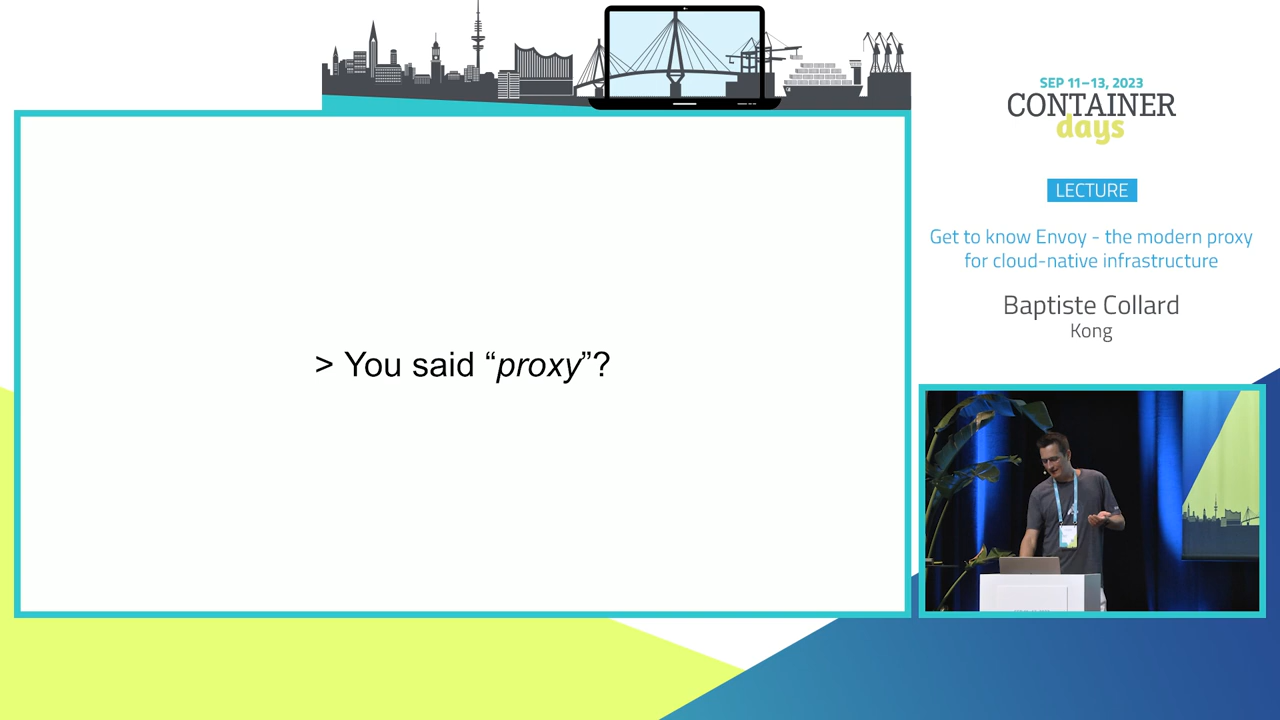 SEP 11–13, 2023
CONTAINER
days
LECTURE
Get to know Envoy - the modern proxy
for cloud-native infrastructure
Baptiste Collard
Kong
> You said “proxy”?